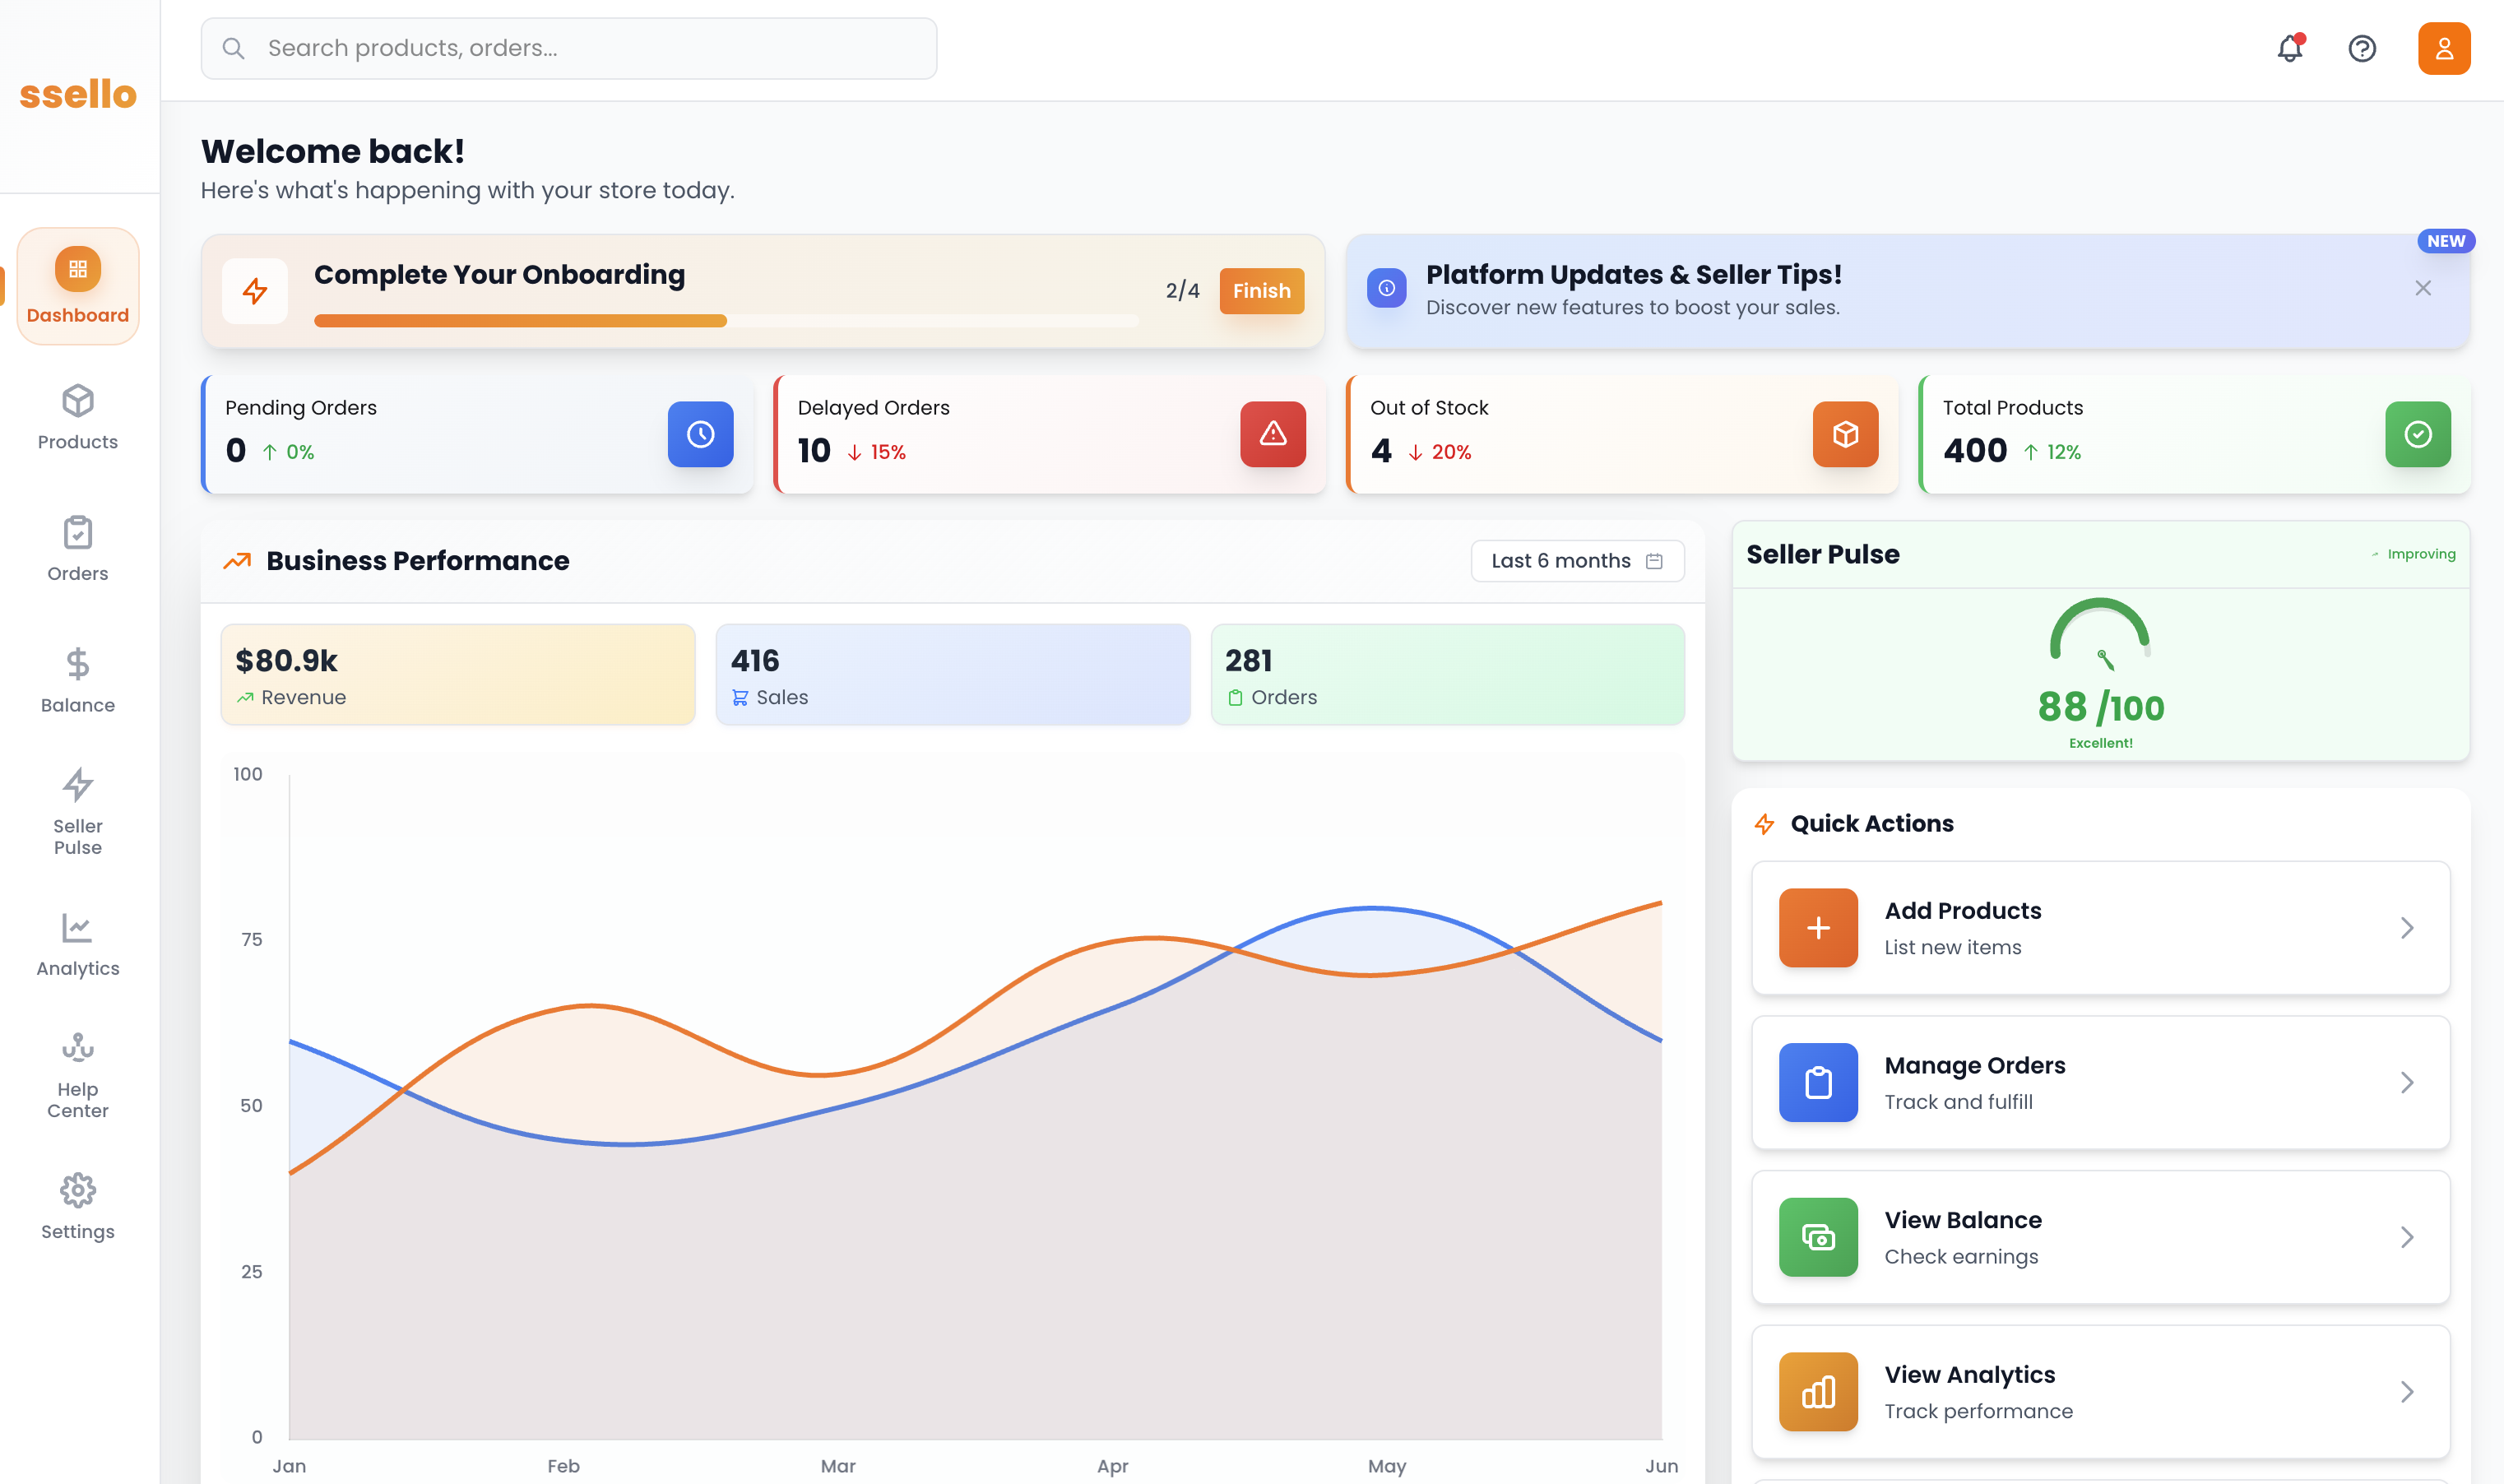 ssello
Search products, orders...
Dashboard
Products
Orders
Balance
Seller
Pulse
Analytics
Help
Center
Settings
Welcome back!
Here's what's happening with your store today.
Complete Your Onboarding
2/4
Finish
NEW
Platform Updates & Seller Tips!
Discover new features to boost your sales.
Pending Orders
0 ↑ 0%
Delayed Orders
10 ↓ 15%
Out of Stock
4 ↓ 20%
Total Products
400 ↑ 12%
Business Performance
Last 6 months
$80.9k
Revenue
416
Sales
281
Orders
100
75
50
25
0
Jan Feb Mar Apr May Jun
Seller Pulse
Improving
88 /100
Excellent!
Quick Actions
Add Products
List new items
Manage Orders
Track and fulfill
View Balance
Check earnings
View Analytics
Track performance